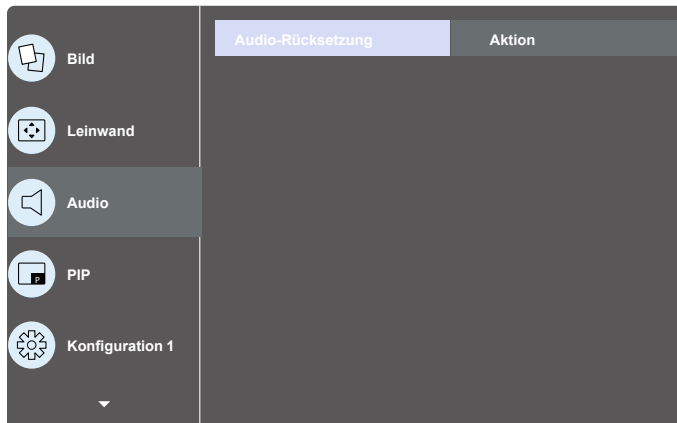 Bild
Leinwand
Audio
PIP
P
Konfiguration 1
Audio-Rücksetzung
Aktion